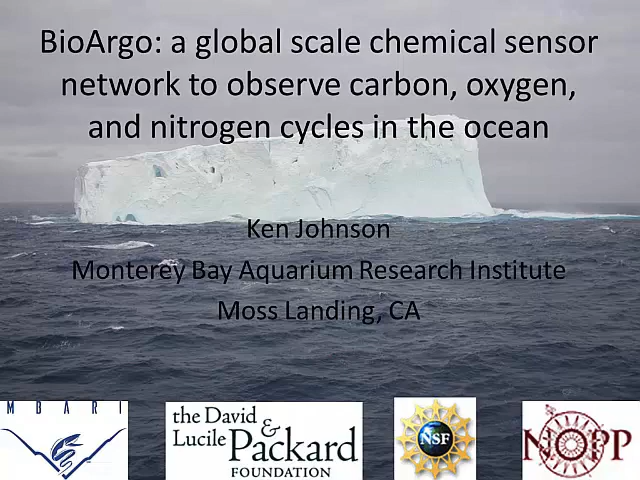 BioArgo: a global scale chemical sensor
network to observe carbon, oxygen,
and nitrogen cycles in the ocean
Ken Johnson
Monterey Bay Aquarium Research Institute
Moss Landing, CA
MBARI
the David &
Lucile Packard
FOUNDATION
NSF
NOPP